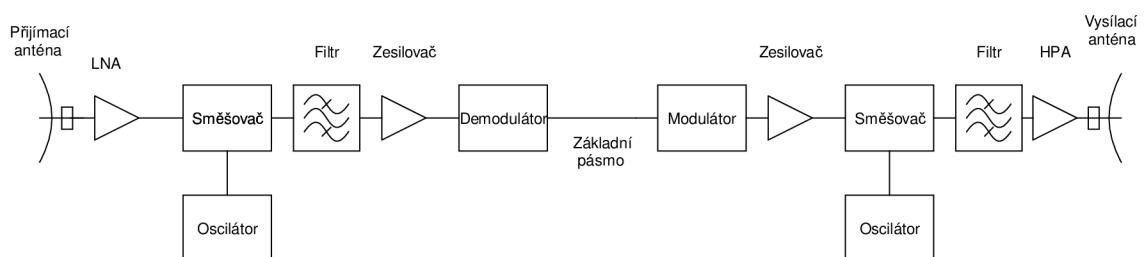 Přijímací
anténa
LNA
Filtr
Zesilovač
Zesilovač
Filtr
HPA
Vysílací
anténa
Směšovač
Demodulátor
Základní
pásmo
Modulátor
Směšovač
Oscilátor
Oscilátor